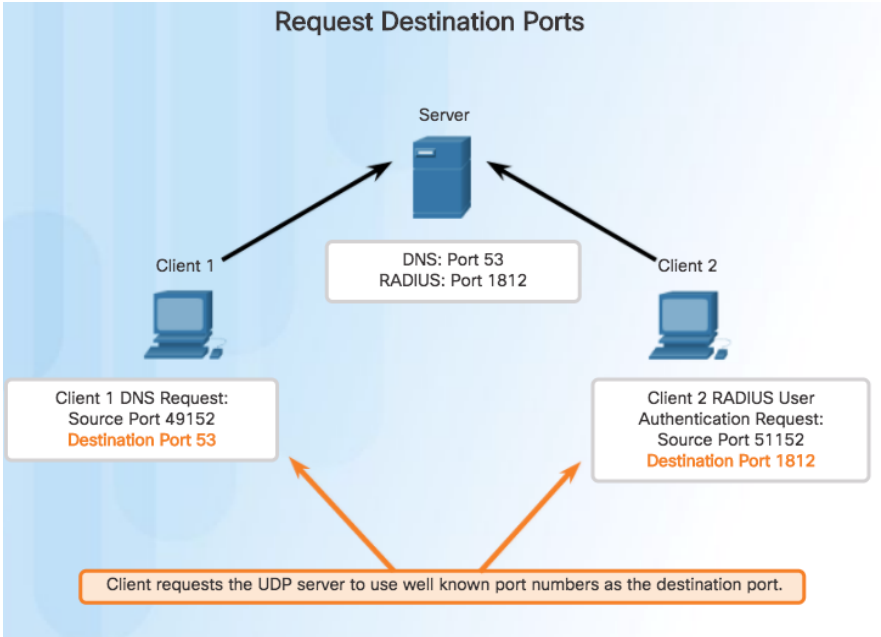 Request Destination Ports
Server
DNS: Port 53
RADIUS: Port 1812
Client 1
Client 2
Client 1 DNS Request:
Source Port 49152
Destination Port 53
Client 2 RADIUS User
Authentication Request:
Source Port 51152
Destination Port 1812
Client requests the UDP server to use well known port numbers as the destination port.